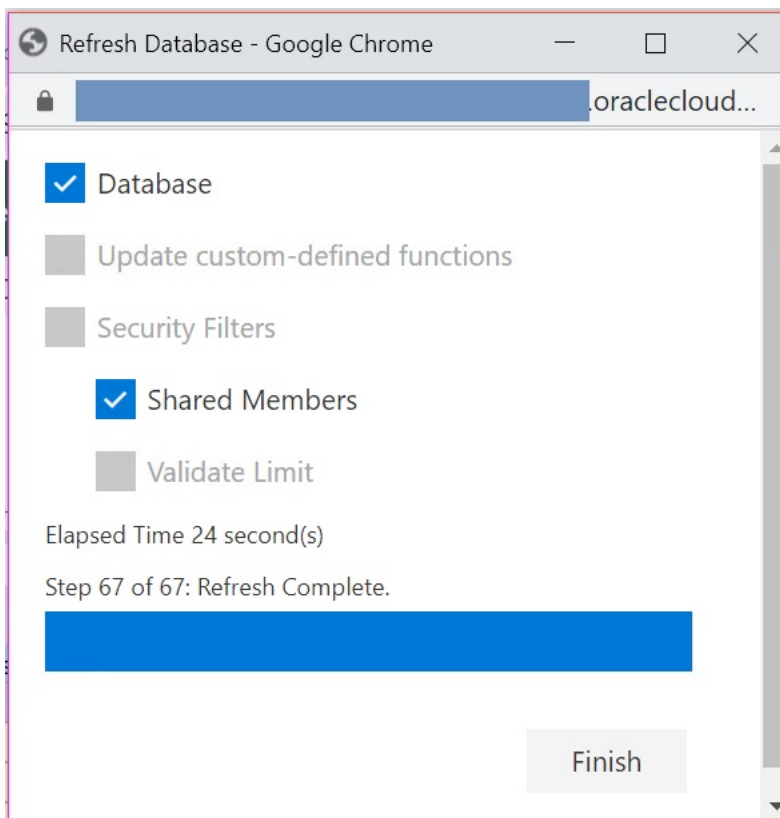 Refresh Database - Google Chrome
.oraclecloud...
Database
Update custom-defined functions
Security Filters
Shared Members
Validate Limit
Elapsed Time 24 second(s)
Step 67 of 67: Refresh Complete.
Finish